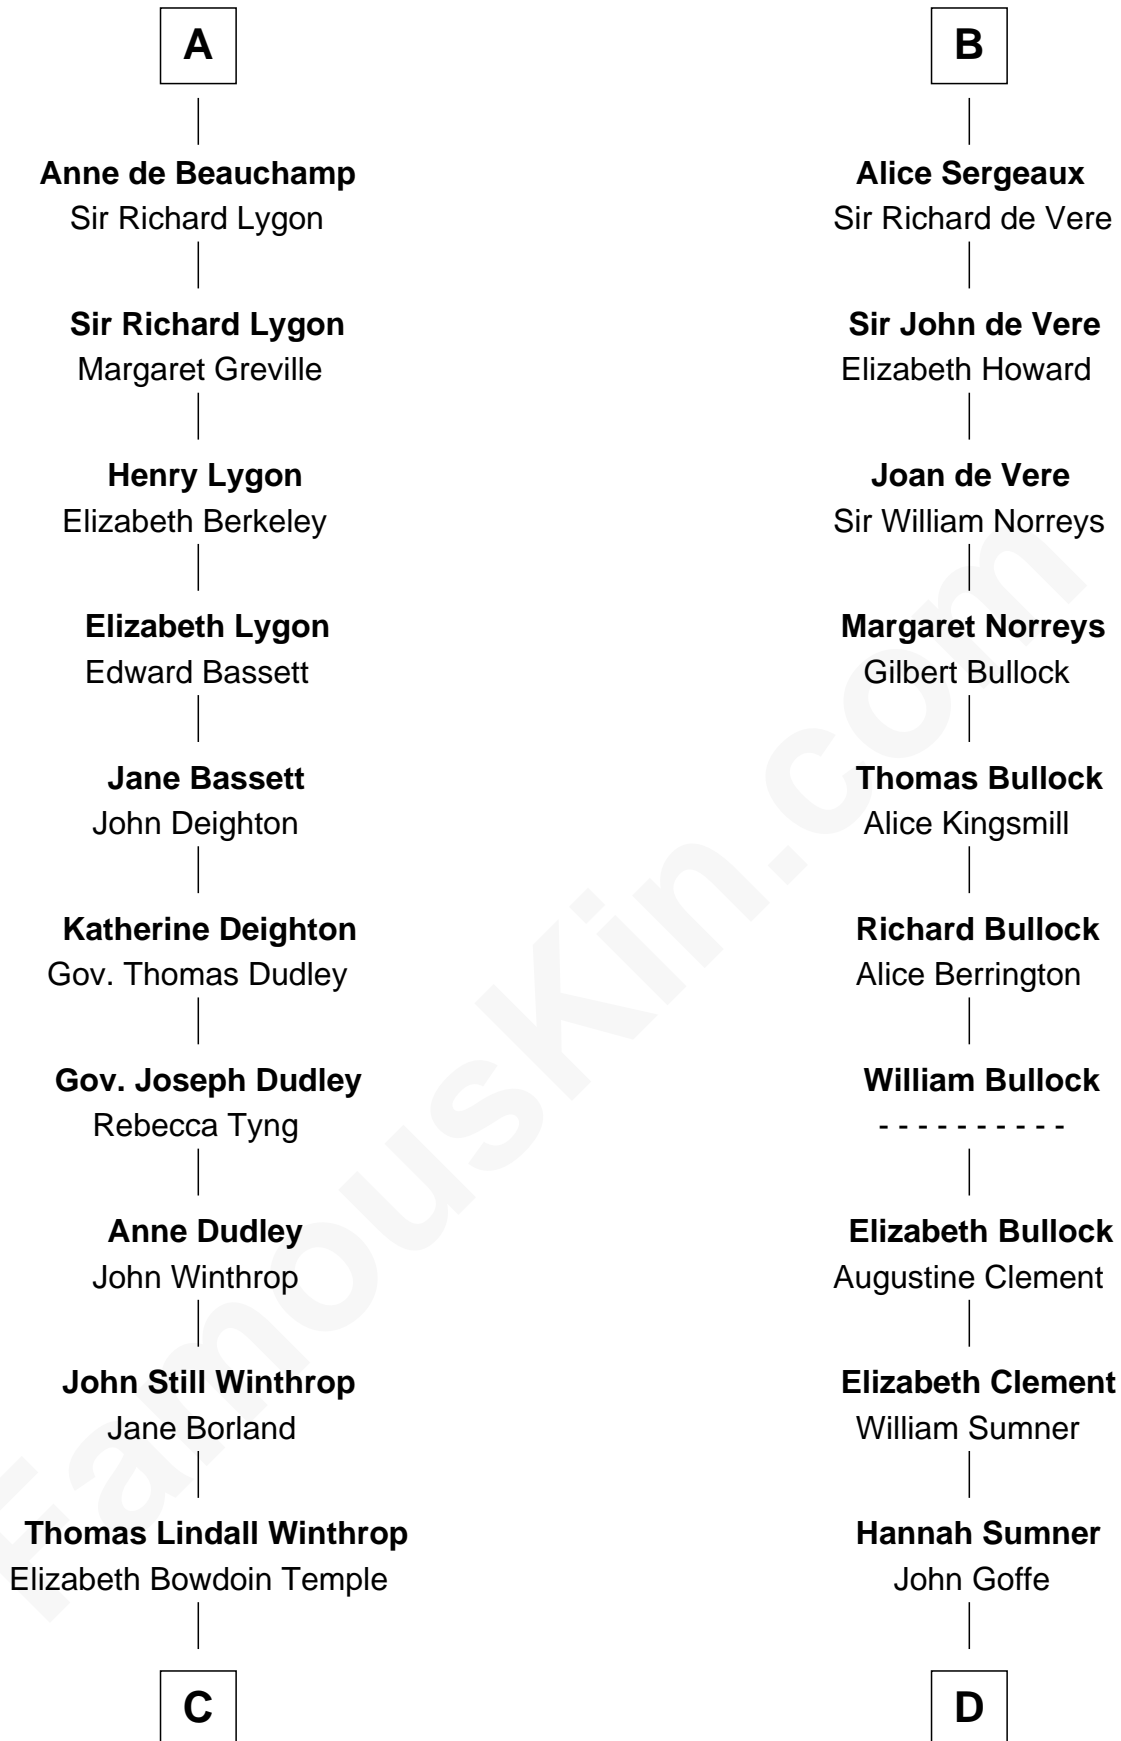 A
Anne de Beauchamp
Sir Richard Lygon
Sir Richard Lygon
Margaret Greville
Henry Lygon
Elizabeth Berkeley
Elizabeth Lygon
Edward Bassett
Jane Bassett
John Deighton
Katherine Deighton
Gov. Thomas Dudley
Gov. Joseph Dudley
Rebecca Tyng
Anne Dudley
John Winthrop
John Still Winthrop
Jane Borland
Thomas Lindall Winthrop
Elizabeth Bowdoin Temple
C
B
Alice Sergeaux
Sir Richard de Vere
Sir John de Vere
Elizabeth Howard
Joan de Vere
Sir William Norreys
Margaret Norreys
Gilbert Bullock
Thomas Bullock
Alice Kingsmill
Richard Bullock
Alice Berrington
William Bullock
- - - - - - - - - -
Elizabeth Bullock
Augustine Clement
Elizabeth Clement
William Sumner
Hannah Sumner
John Goffe
D
FamousKin.com